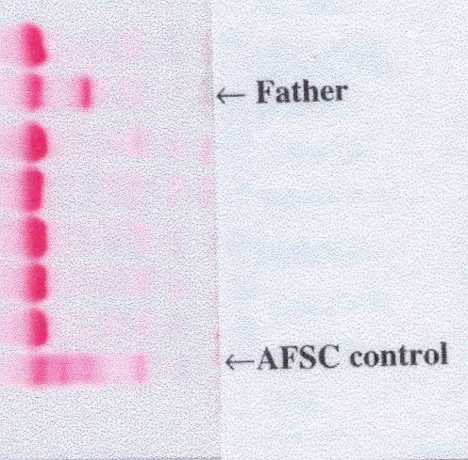 ← Father
←AFSC control